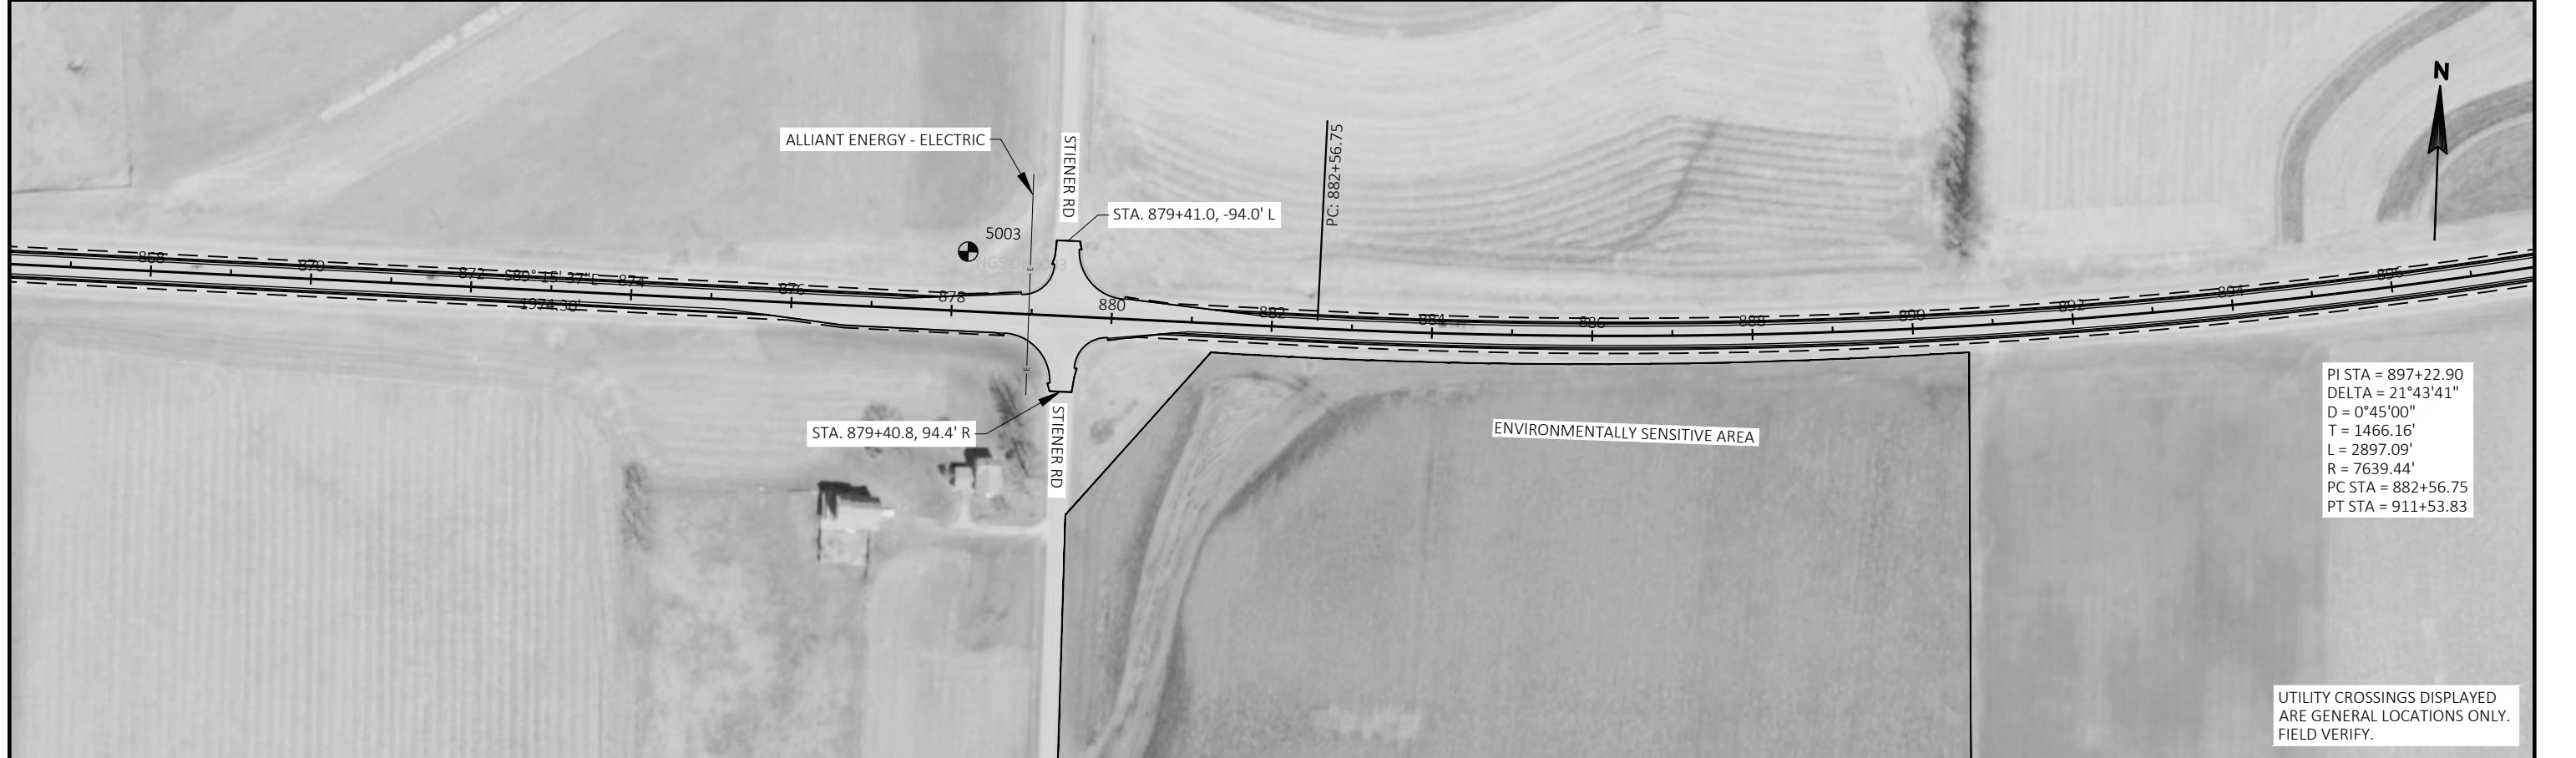 N
ALLIANT ENERGY - ELECTRIC
STIENER RD
PC: 882+56.75
STA. 879+41.0, -94.0' L
5003
868
870
872
S89° 15' 37"E
874
876
878
880
882
884
886
888
890
892
894
896
1974.30'
E
E
STA. 879+40.8, 94.4' R
STIENER RD
ENVIRONMENTALLY SENSITIVE AREA
PI STA = 897+22.90
DELTA = 21°43'41"
D = 0°45'00"
T = 1466.16'
L = 2897.09'
R = 7639.44'
PC STA = 882+56.75
PT STA = 911+53.83
UTILITY CROSSINGS DISPLAYED
ARE GENERAL LOCATIONS ONLY.
FIELD VERIFY.